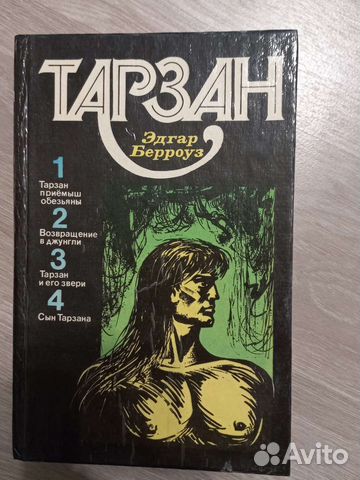 ТАРЗАН
Эдгар
Берроуз
1
Тарзан
приёмыш
обезьяны
2
Возвращение
в джунгли
3
Тарзан
и его звери
4
Сын Тарзана
Avito